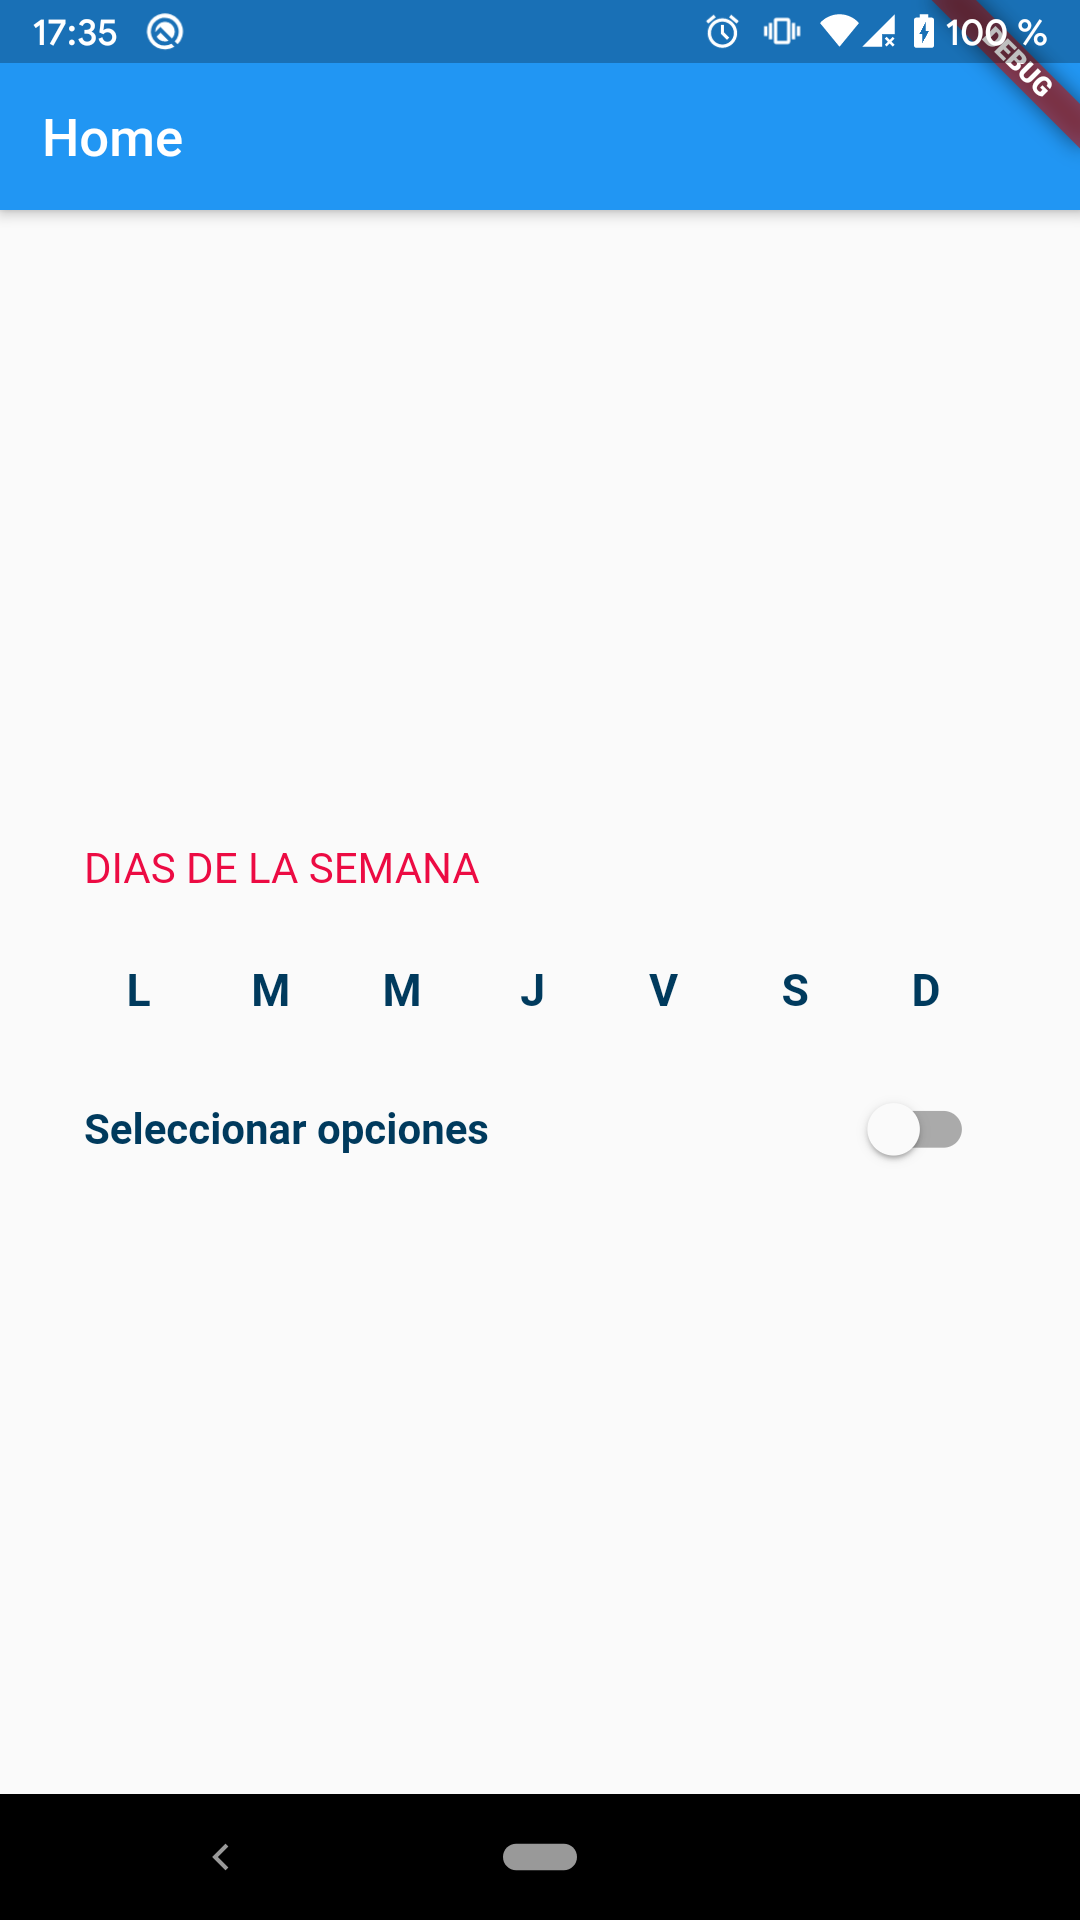 17:35 100 %
DEBUG
Home
DIAS DE LA SEMANA
L M M J V S D
Seleccionar opciones